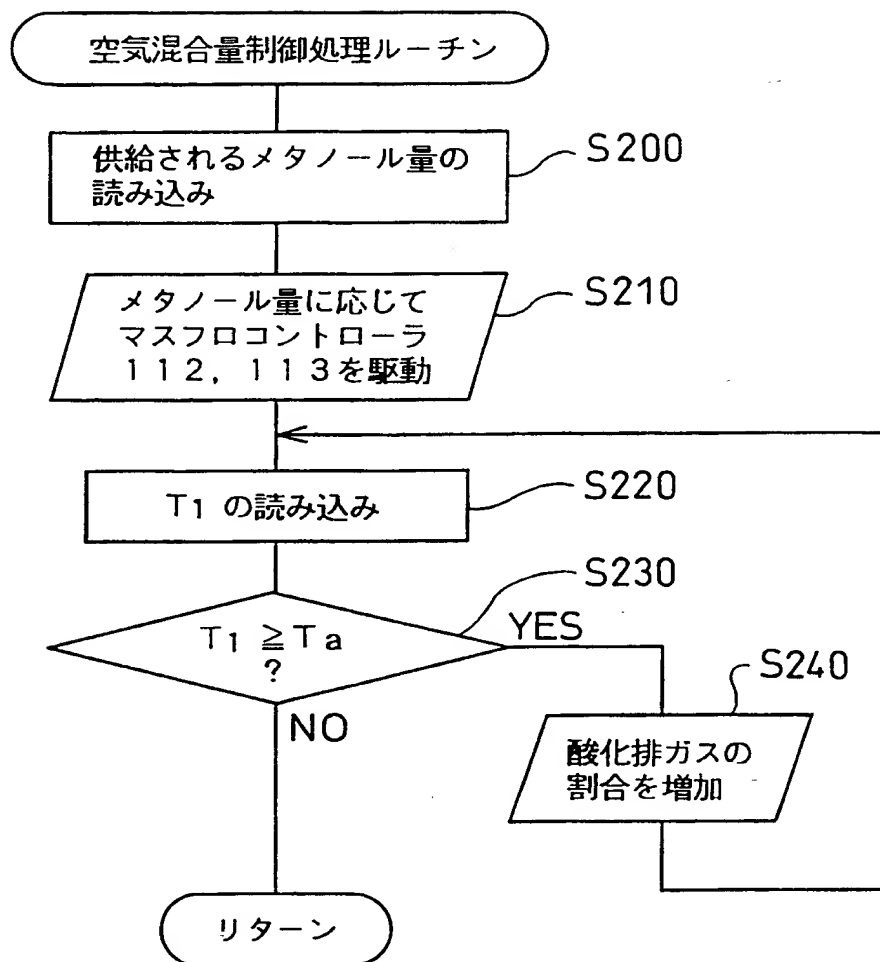 空気混合量制御処理ルーチン
供給されるメタノール量の
読み込み
S200
メタノール量に応じて
マスフロコントローラ
１１２，１１３を駆動
S210
T1 の読み込み
S220
S230
T1 ≧ Ta
?
YES
NO
S240
酸化排ガスの
割合を増加
リターン